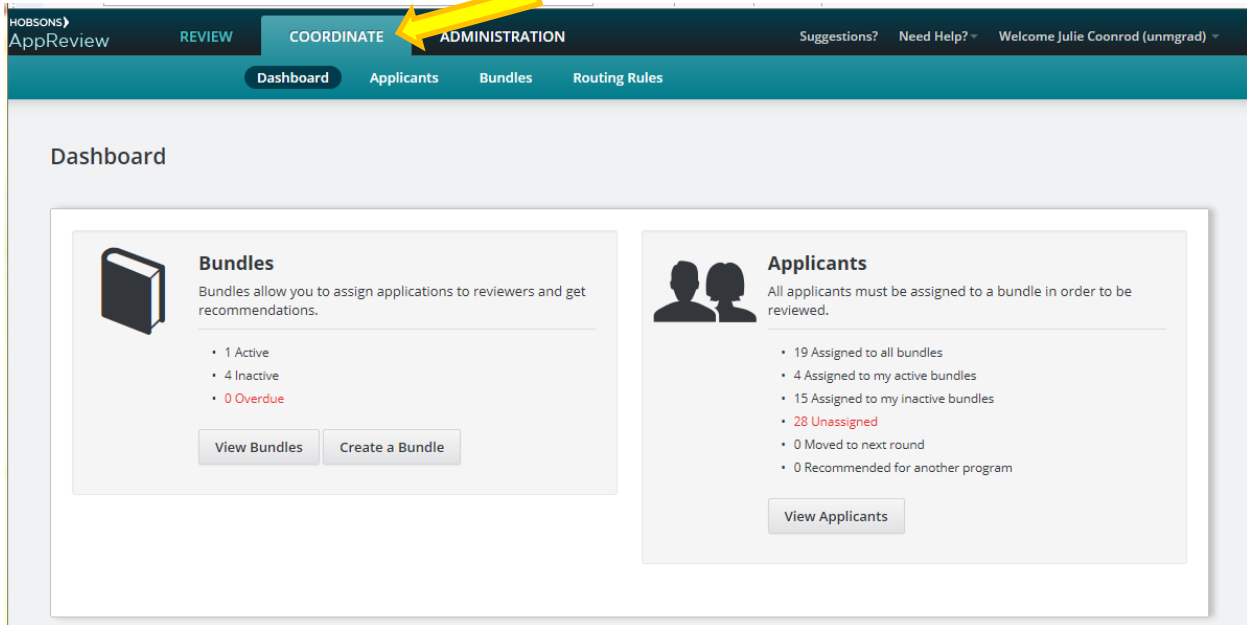 HOBSONS
AppReview
REVIEW
COORDINATE
ADMINISTRATION
Suggestions?
Need Help?
Welcome Julie Coonrod (unmgrad)
Dashboard
Applicants
Bundles
Routing Rules
Dashboard
Bundles
Bundles allow you to assign applications to reviewers and get
recommendations.
• 1 Active
• 4 Inactive
• 0 Overdue
View Bundles
Create a Bundle
Applicants
All applicants must be assigned to a bundle in order to be
reviewed.
• 19 Assigned to all bundles
• 4 Assigned to my active bundles
• 15 Assigned to my inactive bundles
• 28 Unassigned
• 0 Moved to next round
• 0 Recommended for another program
View Applicants